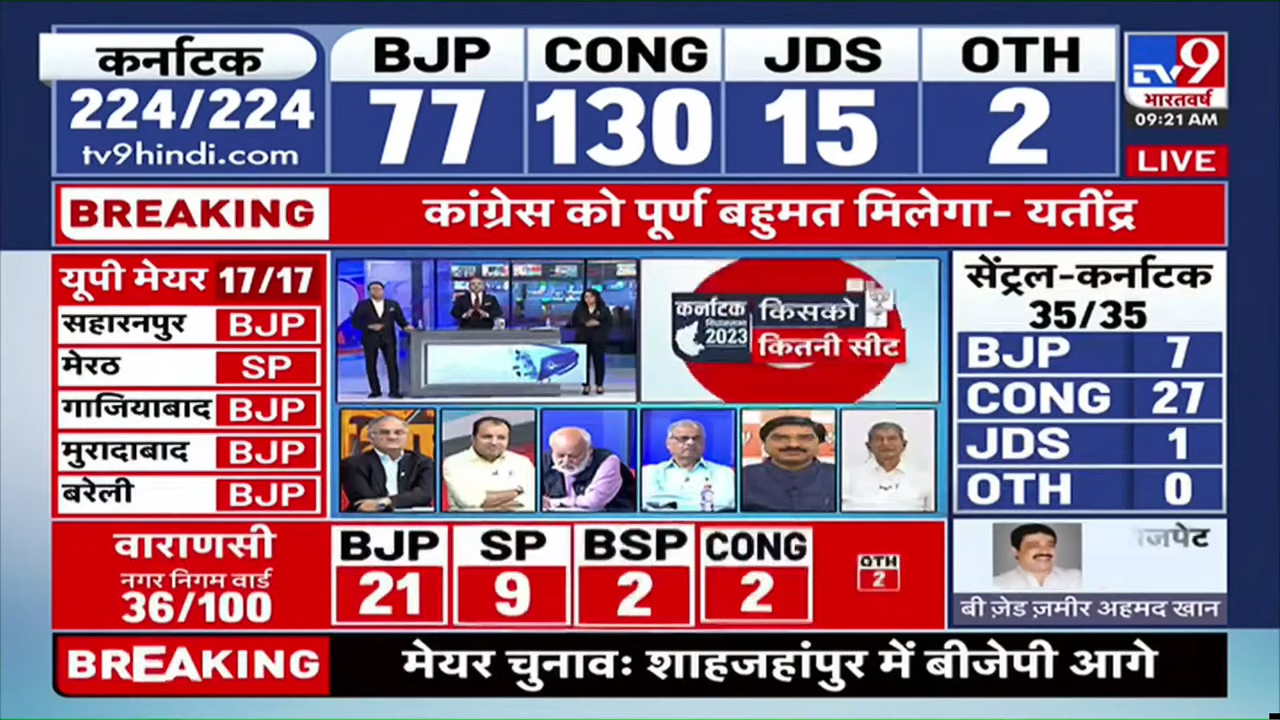 कर्नाटक
224/224
tv9hindi.com
BJP
77
CONG
130
JDS
15
OTH
2
TV9
भारतवर्ष
09:21 AM
LIVE
BREAKING
कांग्रेस को पूर्ण बहुमत मिलेगा- यतींद्र
यूपी मेयर 17/17
सहारनपुर BJP
मेरठ SP
गाजियाबाद BJP
मुरादाबाद BJP
बरेली BJP
कर्नाटक
विधानसभा
2023
किसको
कितनी सीट
सेंट्रल-कर्नाटक
35/35
BJP 7
CONG 27
JDS 1
OTH 0
वाराणसी
नगर निगम वार्ड
36/100
BJP
21
SP
9
BSP
2
CONG
2
OTH
2
बी ज़ेड ज़मीर अहमद खान
BREAKING
मेयर चुनाव: शाहजहांपुर में बीजेपी आगे